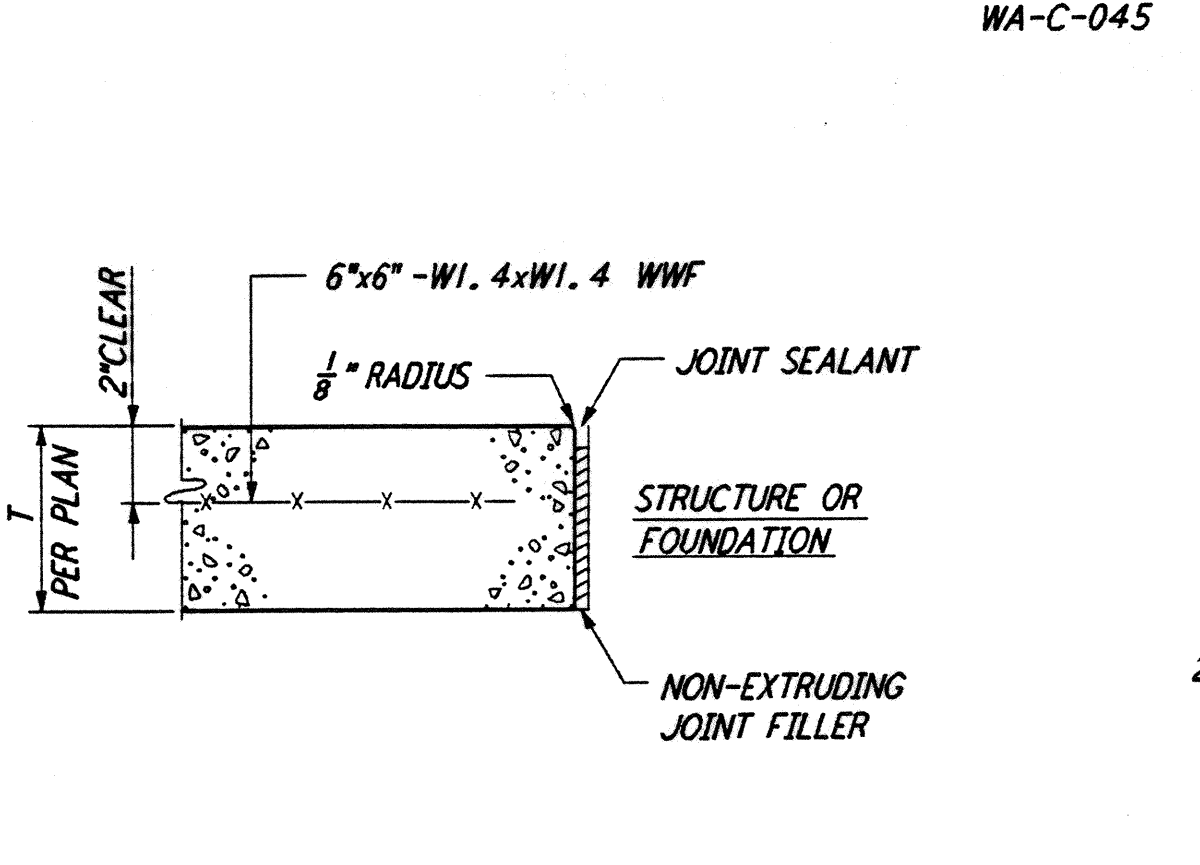 WA-C-045
6"x6" -W1.4xW1.4 WWF
2"CLEAR
1/8" RADIUS
JOINT SEALANT
T
PER PLAN
STRUCTURE OR
FOUNDATION
NON-EXTRUDING
JOINT FILLER